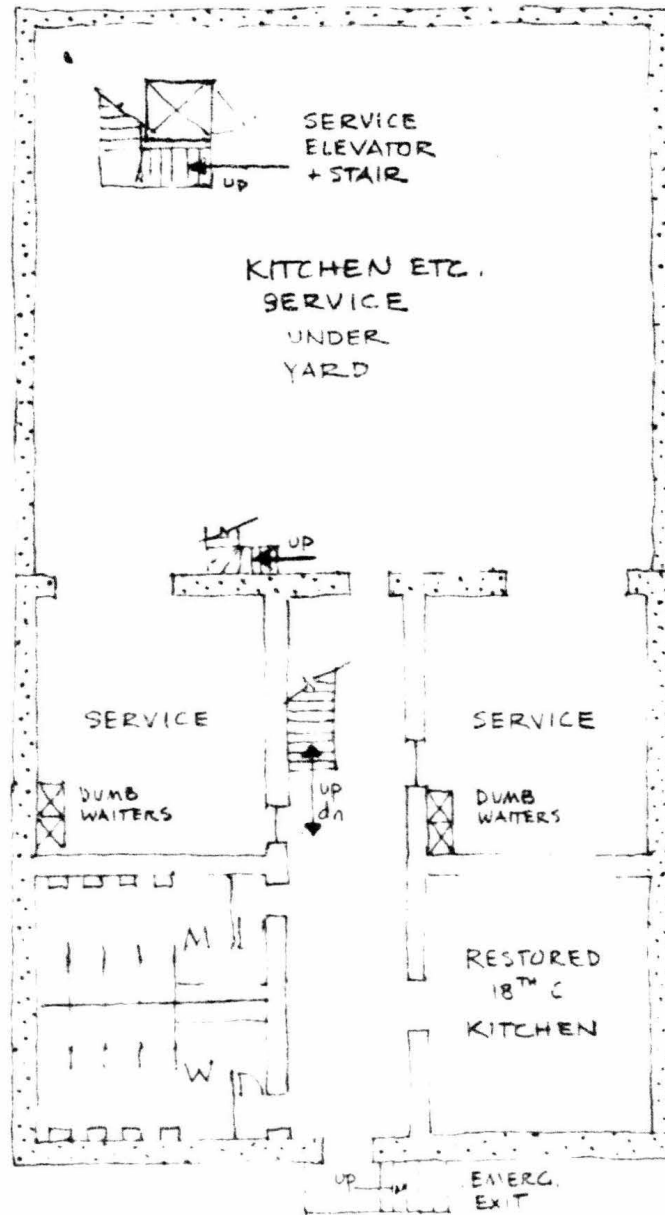 SERVICE
ELEVATOR
+ STAIR
UP
KITCHEN ETC.
SERVICE
UNDER
YARD
UP
SERVICE
SERVICE
DUMB
WAITERS
UP
dn
DUMB
WAITERS
M
W
RESTORED
18TH C
KITCHEN
UP
EMERG.
EXIT